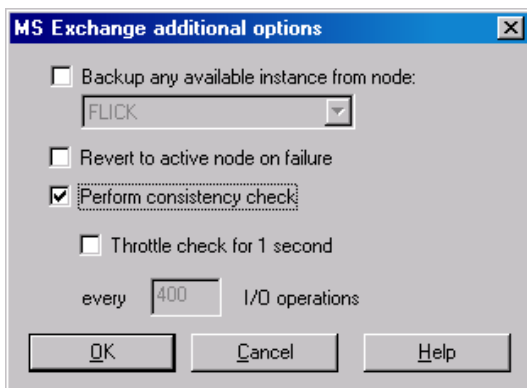 MS Exchange additional options
Backup any available instance from node:
FLICK
Revert to active node on failure
Perform consistency check
Throttle check for 1 second
every 400 I/O operations
OK Cancel Help